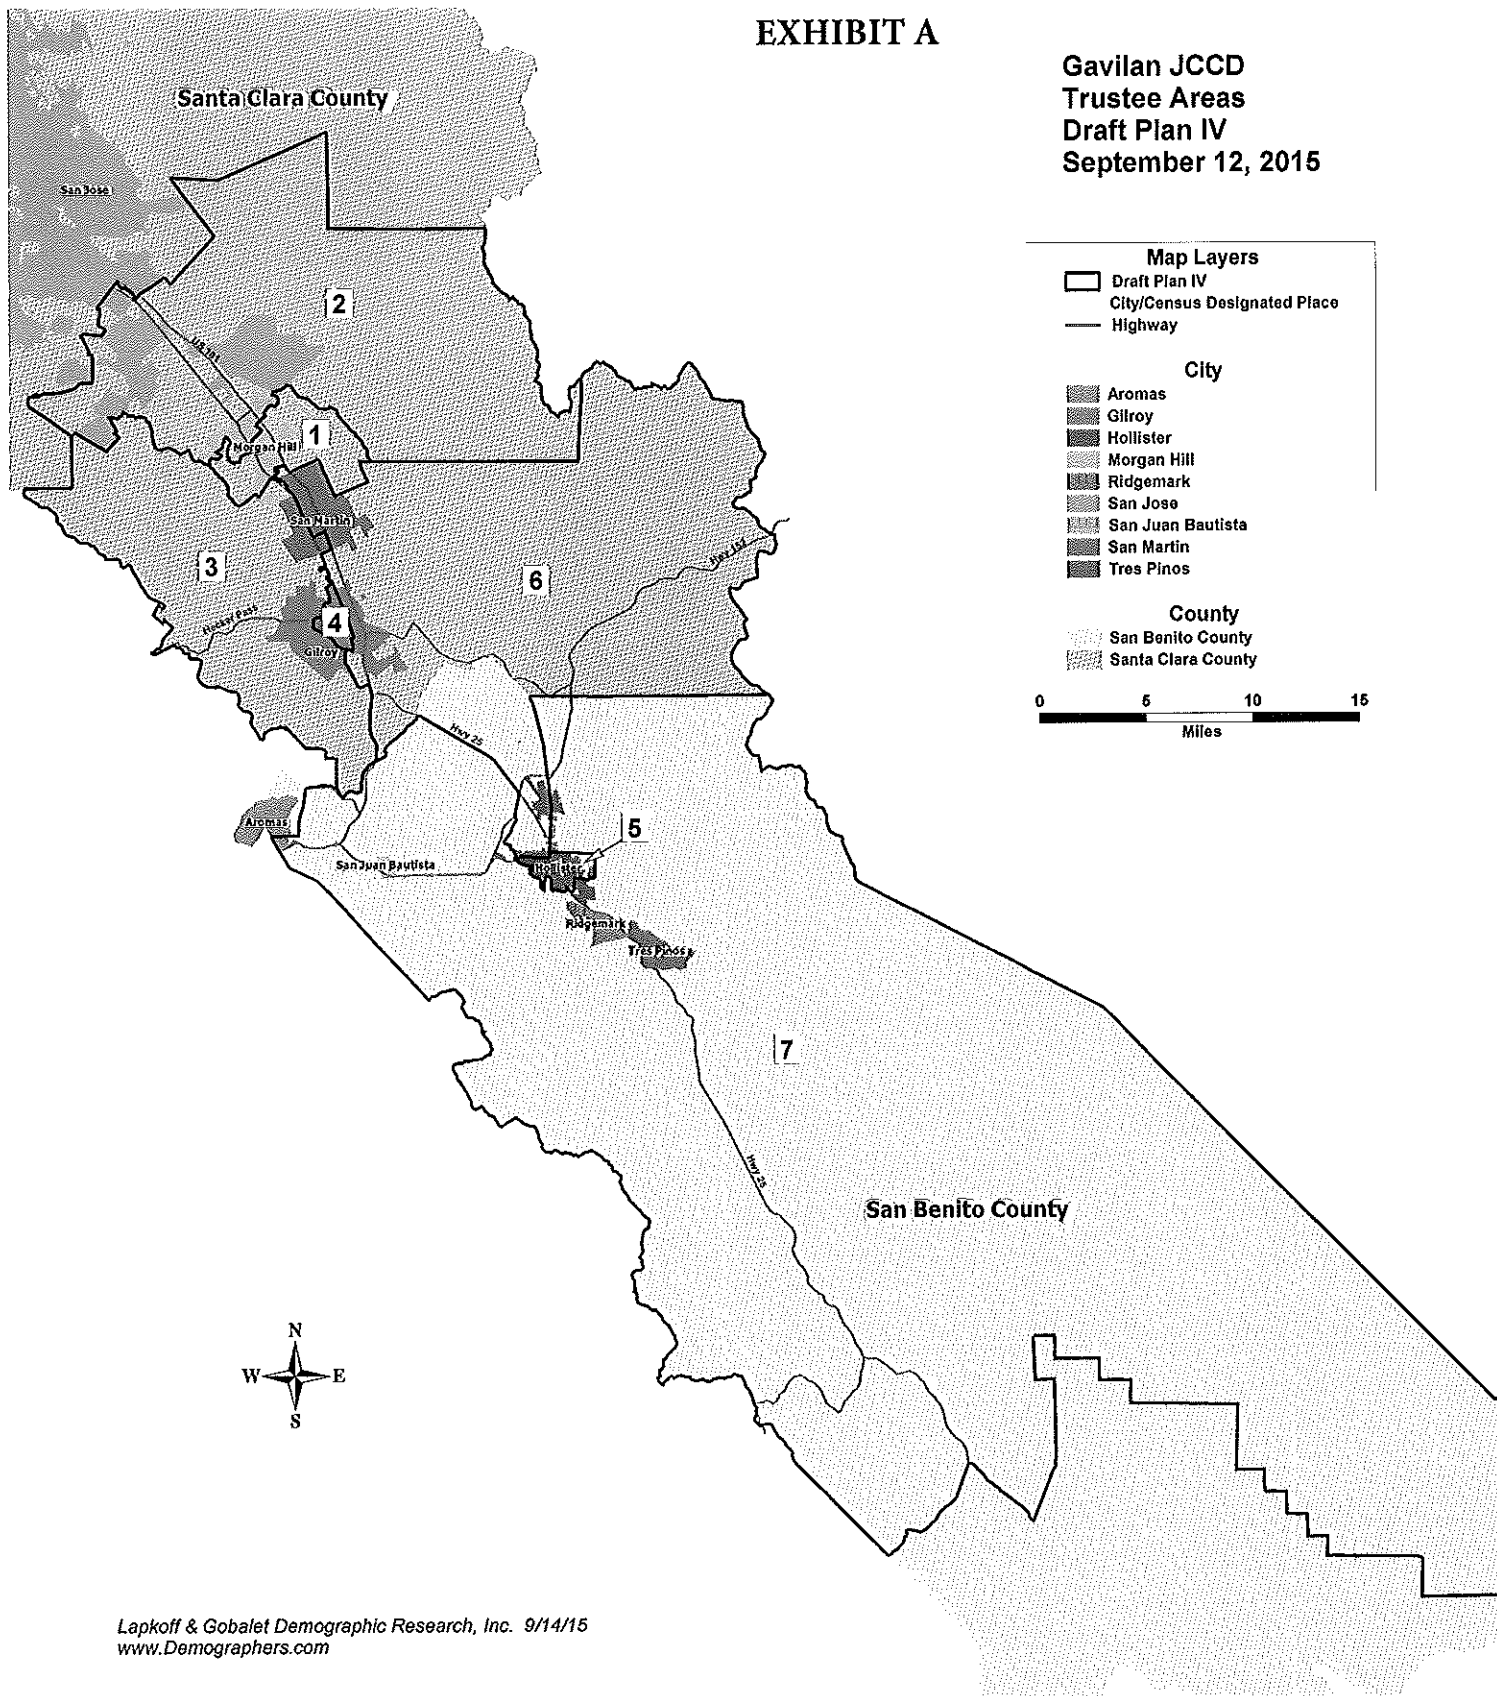 EXHIBIT A
Gavilan JCCD
Trustee Areas
Draft Plan IV
September 12, 2015
Santa Clara County
San Jose
2
Map Layers
Draft Plan IV
City/Census Designated Place
Highway
US 101
City
Aromas
Gilroy
Hollister
Morgan Hill
Ridgemark
San Jose
San Juan Bautista
San Martin
Tres Pinos
County
San Benito County
Santa Clara County
0 5 10 15
Miles
1
Morgan Hill
San Martin
3
6
Hwy 152
Hecker Pass
4
Gilroy
Hwy 25
Aromas
5
San Juan Bautista
Hollister
Ridgemark
Tres Pinos
7
Hwy 25
San Benito County
N
W E
S
Lapkoff & Gobalet Demographic Research, Inc. 9/14/15
www.Demographers.com